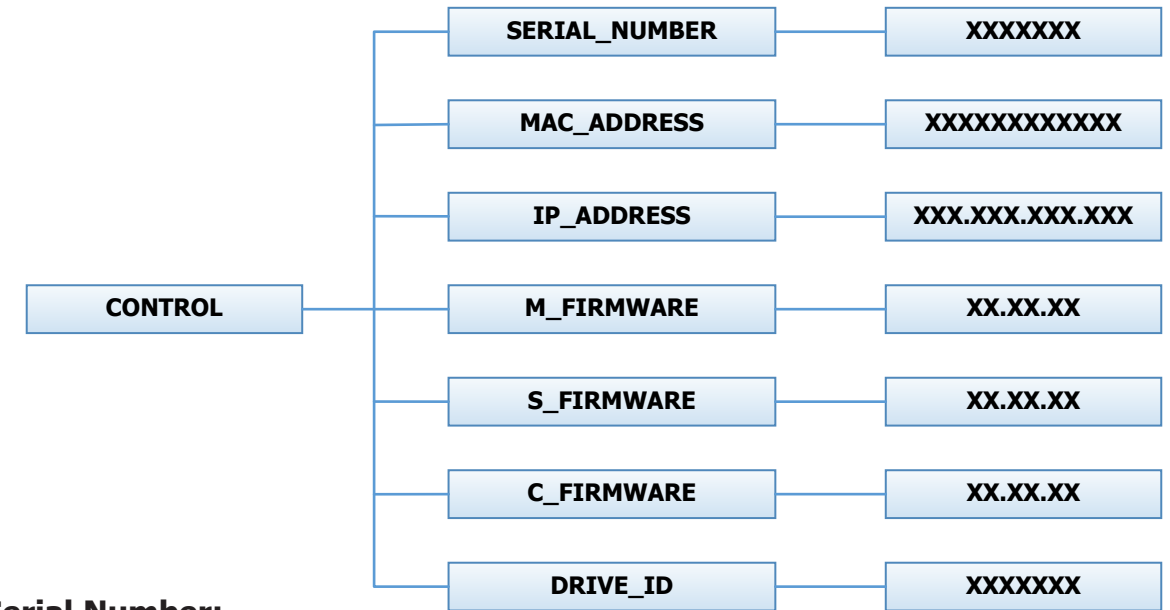 SERIAL_NUMBER XXXXXXX
MAC_ADDRESS XXXXXXXXXXXX
IP_ADDRESS XXX.XXX.XXX.XXX
CONTROL M_FIRMWARE XX.XX.XX
S_FIRMWARE XX.XX.XX
C_FIRMWARE XX.XX.XX
DRIVE_ID XXXXXXX
Number: